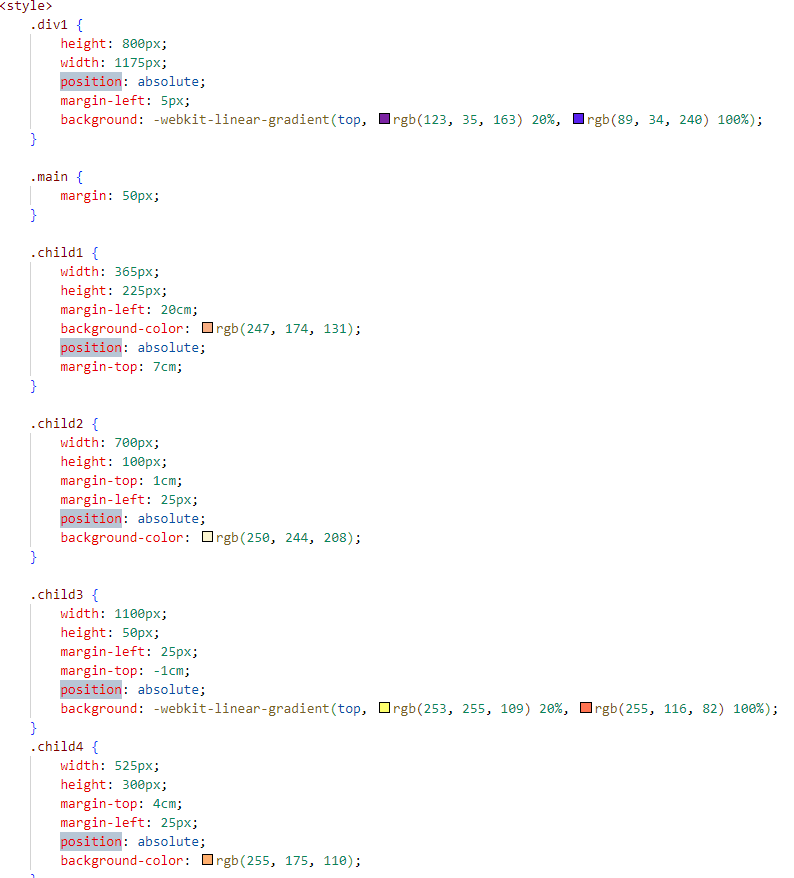 <style>
.div1 {
height: 800px;
width: 1175px;
position: absolute;
margin-left: 5px;
background: -webkit-linear-gradient(top, rgb(123, 35, 163) 20%, rgb(89, 34, 240) 100%);
}
.main {
margin: 50px;
}
.child1 {
width: 365px;
height: 225px;
margin-left: 20cm;
background-color: rgb(247, 174, 131);
position: absolute;
margin-top: 7cm;
}
.child2 {
width: 700px;
height: 100px;
margin-top: 1cm;
margin-left: 25px;
position: absolute;
background-color: rgb(250, 244, 208);
}
.child3 {
width: 1100px;
height: 50px;
margin-left: 25px;
margin-top: -1cm;
position: absolute;
background: -webkit-linear-gradient(top, rgb(253, 255, 109) 20%, rgb(255, 116, 82) 100%);
}
.child4 {
width: 525px;
height: 300px;
margin-top: 4cm;
margin-left: 25px;
position: absolute;
background-color: rgb(255, 175, 110);
}